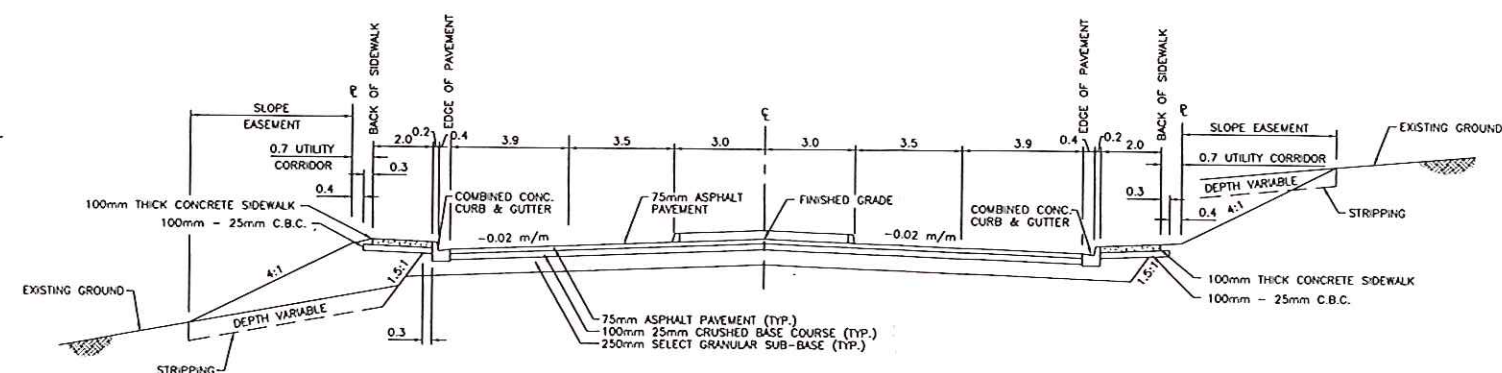 BACK OF SIDEWALK
EDGE OF PAVEMENT
EDGE OF PAVEMENT
BACK OF SIDEWALK
SLOPE
EASEMENT
0.7 UTILITY
CORRIDOR
2.0
0.2
0.4
3.9
3.5
3.0
3.0
3.5
3.9
0.4
0.2
2.0
SLOPE EASEMENT
EXISTING GROUND
0.7 UTILITY CORRIDOR
0.3
0.4
100mm THICK CONCRETE SIDEWALK
100mm - 25mm C.B.C.
COMBINED CONC.
CURB & GUTTER
75mm ASPHALT
PAVEMENT
FINISHED GRADE
COMBINED CONC.
CURB & GUTTER
0.3
0.4
DEPTH VARIABLE
4:1
STRIPPING
-0.02 m/m
-0.02 m/m
4:1
1.5:1
1.5:1
100mm THICK CONCRETE SIDEWALK
100mm - 25mm C.B.C.
EXISTING GROUND
DEPTH VARIABLE
0.3
STRIPPING
75mm ASPHALT PAVEMENT (TYP.)
100mm 25mm CRUSHED BASE COURSE (TYP.)
250mm SELECT GRANULAR SUB-BASE (TYP.)